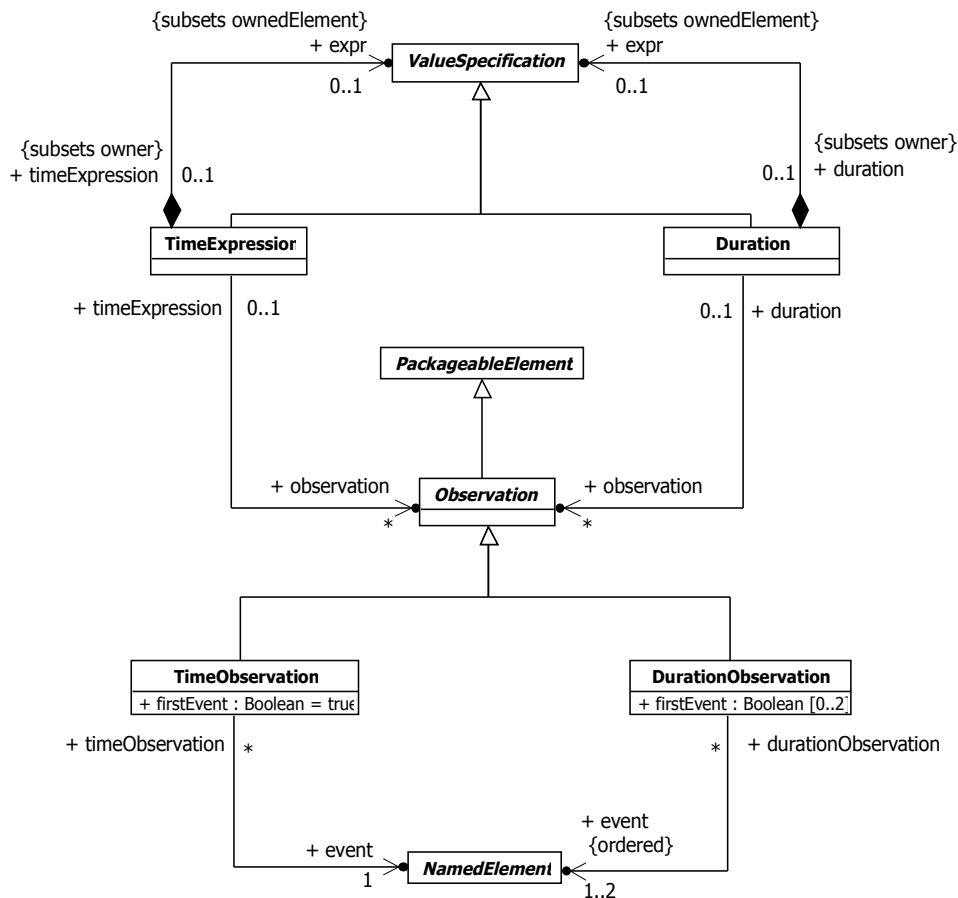 {subsets ownedElement}
+ expr
0..1
{subsets ownedElement}
+ expr
0..1
ValueSpecification
{subsets owner}
+ timeExpression
0..1
{subsets owner}
+ duration
0..1
TimeExpression
Duration
+ timeExpression
0..1
0..1
+ duration
PackageableElement
+ observation
*
Observation
+ observation
*
TimeObservation
+ firstEvent : Boolean = true
DurationObservation
+ firstEvent : Boolean [0..2]
+ timeObservation
*
*
+ durationObservation
+ event
1
NamedElement
+ event
{ordered}
1..2